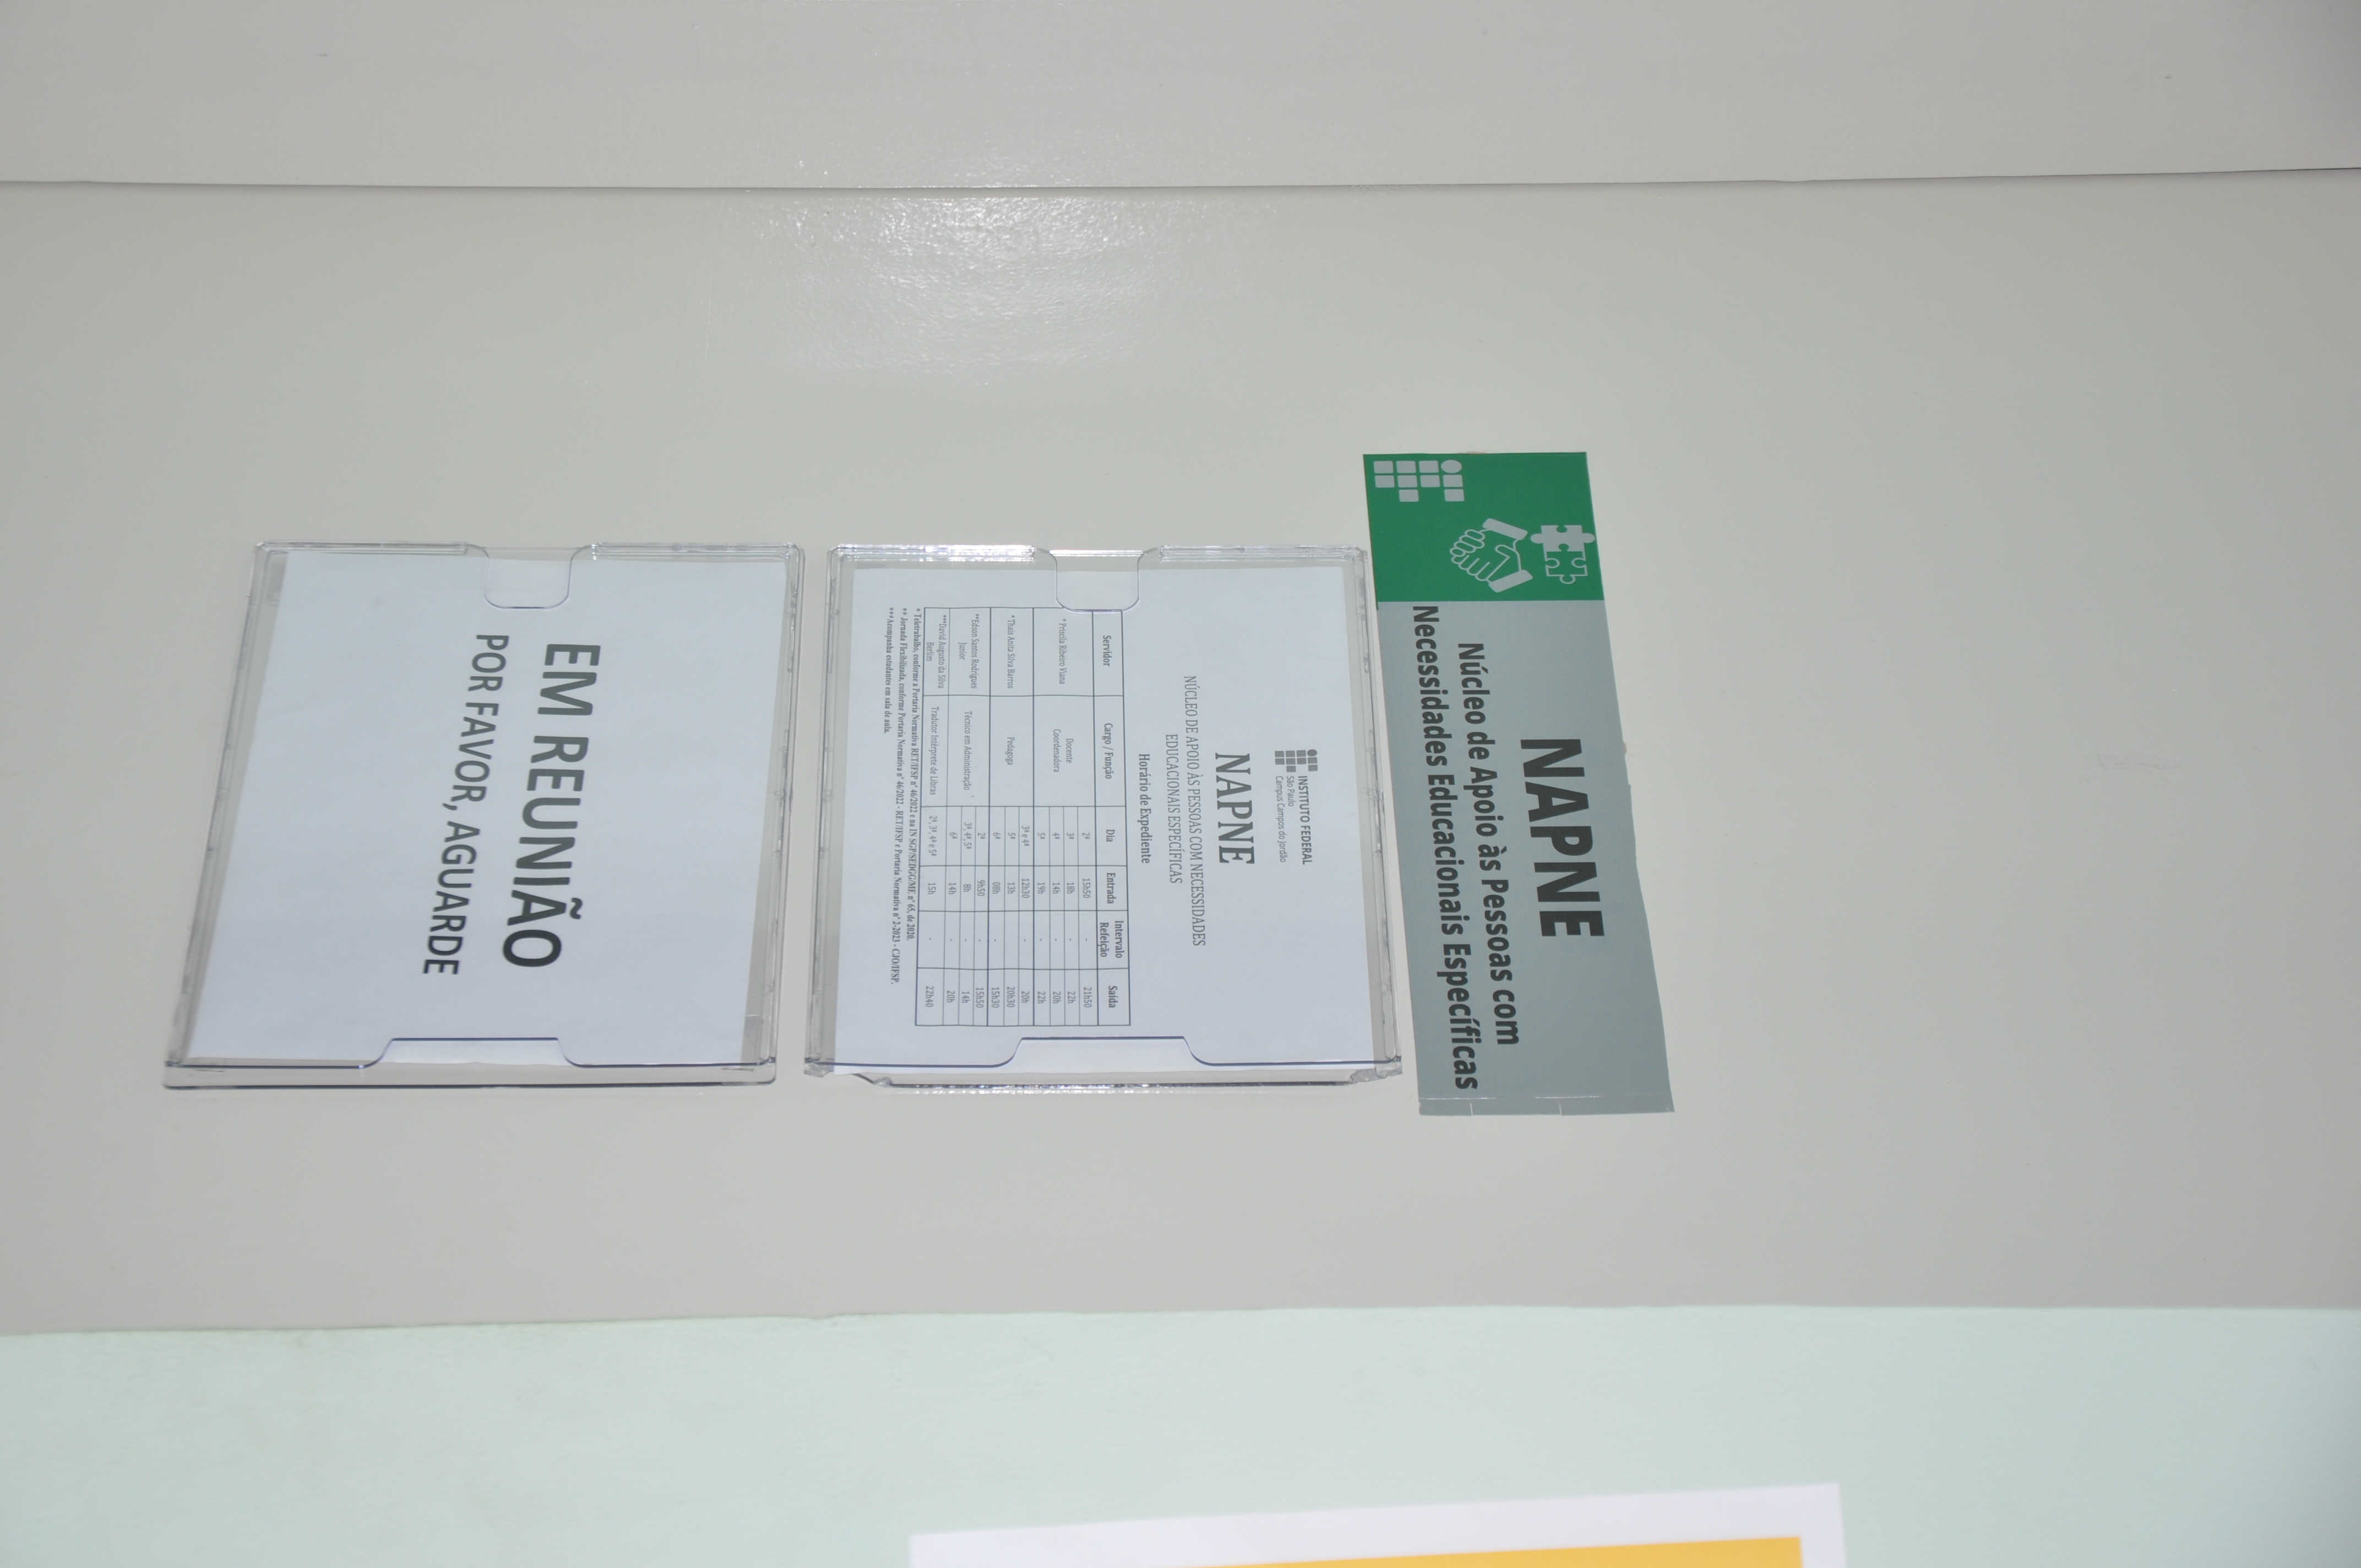 NAPNE
Núcleo de Apoio às Pessoas com
Necessidades Educacionais Específicas
INSTITUTO FEDERAL
São Paulo
Campus Campos do Jordão
NAPNE
NÚCLEO DE APOIO ÀS PESSOAS COM NECESSIDADES
EDUCACIONAIS ESPECÍFICAS
Horário de Expediente
Servidor Cargo / Função Dia Entrada Intervalo Refeição Saída
* Priscila Ribeiro Viana Docente Coordenadora 2ª 15h50 - 21h50
3ª 18h - 22h
4ª 14h - 20h
5ª 19h - 22h
* Thais Anita Silva Barros Pedagoga 3ª e 4ª 12h30 - 20h
5ª 13h 20h30
6ª 08h - 15h30
**Edson Santos Rodrigues Junior Técnico em Administração 2ª 9h50 - 15h50
3ª, 4ª, 5ª 8h - 14h
6ª 14h - 20h
***David Augusto da Silva Berlim Tradutor Intérprete de Libras 2ª, 3ª, 4ª e 5ª 15h - 22h40
* Teletrabalho, conforme a Portaria Normativa RET/IFSP nº 46/2022 e na IN SGP/SEDGG/ME nº 65, de 2020.
** Jornada Flexibilizada, conforme Portaria Normativa nº 46/2022 - RET/IFSP e Portaria Normativa nº 2-2023 - CJO/IFSP.
***Acompanha estudantes em sala de aula.
EM REUNIÃO
POR FAVOR, AGUARDE